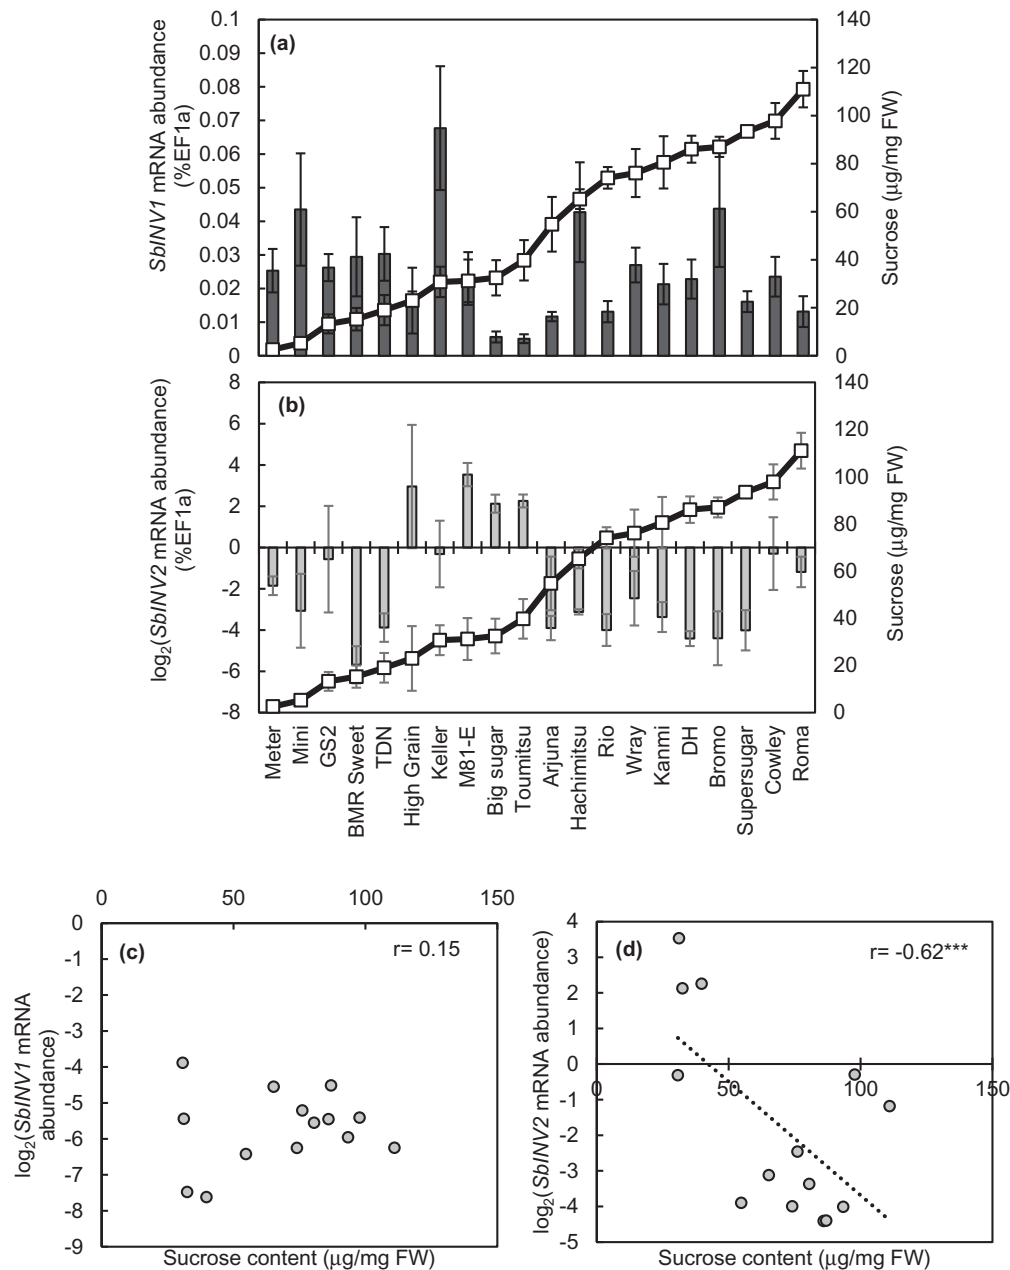 (a)
SbINV1 mRNA abundance
(%EF1a)
0.1
0.09
0.08
0.07
0.06
0.05
0.04
0.03
0.02
0.01
0
140
120
100
80
60
40
20
0
Sucrose (µg/mg FW)
(b)
log2(SbINV2 mRNA abundance)
(%EF1a)
8
6
4
2
0
-2
-4
-6
-8
140
120
100
80
60
40
20
0
Sucrose (µg/mg FW)
Meter
Mini
GS2
BMR Sweet
TDN
High Grain
Keller
M81-E
Big sugar
Toumitsu
Arjuna
Hachimitsu
Rio
Wray
Kanmi
DH
Bromo
Supersugar
Cowley
Roma
0 50 100 150
(c)
r= 0.15
log2(SbINV1 mRNA
abundance)
0
-1
-2
-3
-4
-5
-6
-7
-8
-9
Sucrose content (µg/mg FW)
(d)
r= -0.62***
log2(SbINV2 mRNA abundance)
4
3
2
1
0
-1
-2
-3
-4
-5
0 50 100 150
Sucrose content (µg/mg FW)